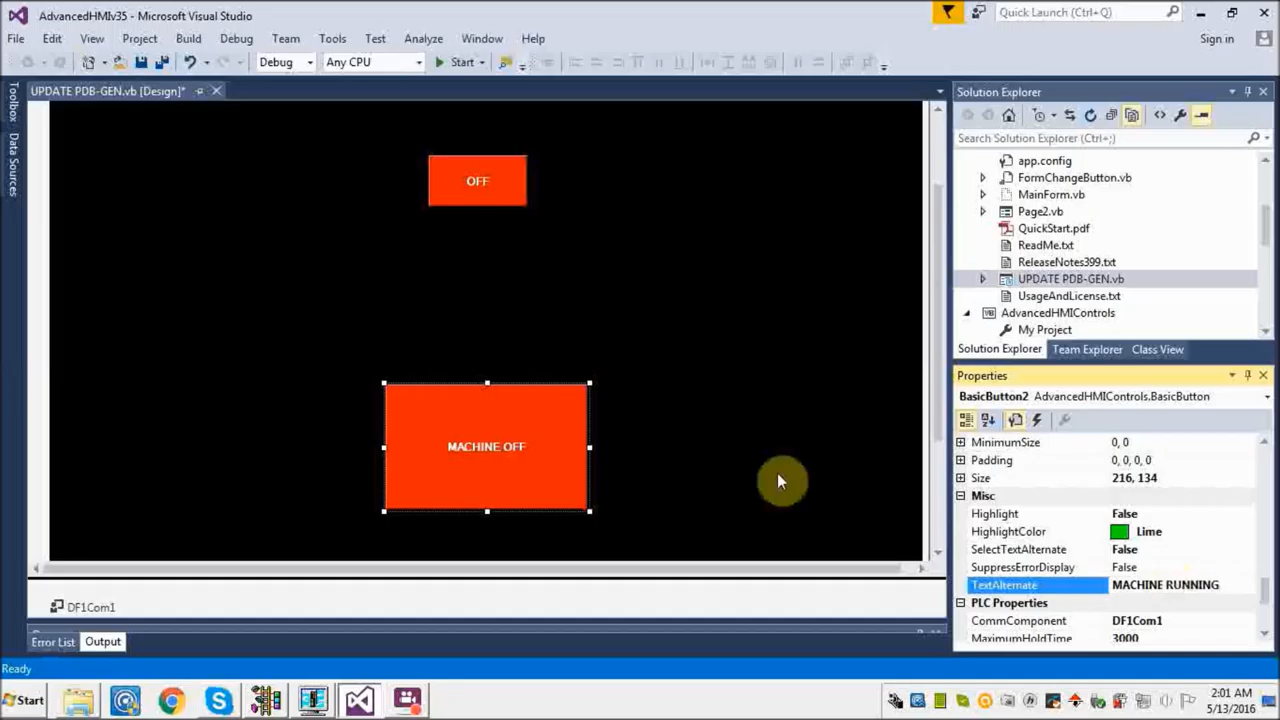 AdvancedHMIv35 - Microsoft Visual Studio
Quick Launch (Ctrl+Q)
File Edit View Project Build Debug Team Tools Test Analyze Window Help
Sign in
Debug Any CPU Start
Toolbox
Data Sources
UPDATE PDB-GEN.vb [Design]*
OFF
MACHINE OFF
DF1Com1
Error List Output
Solution Explorer
Search Solution Explorer (Ctrl+;)
app.config
FormChangeButton.vb
MainForm.vb
Page2.vb
QuickStart.pdf
ReadMe.txt
ReleaseNotes399.txt
UPDATE PDB-GEN.vb
UsageAndLicense.txt
VB AdvancedHMIControls
My Project
Solution Explorer Team Explorer Class View
Properties
BasicButton2 AdvancedHMIControls.BasicButton
MinimumSize 0, 0
Padding 0, 0, 0, 0
Size 216, 134
Misc
Highlight False
HighlightColor Lime
SelectTextAlternate False
SuppressErrorDisplay False
TextAlternate MACHINE RUNNING
PLC Properties
CommComponent DF1Com1
MaximumHoldTime 3000
Ready
Start
2:01 AM
5/13/2016